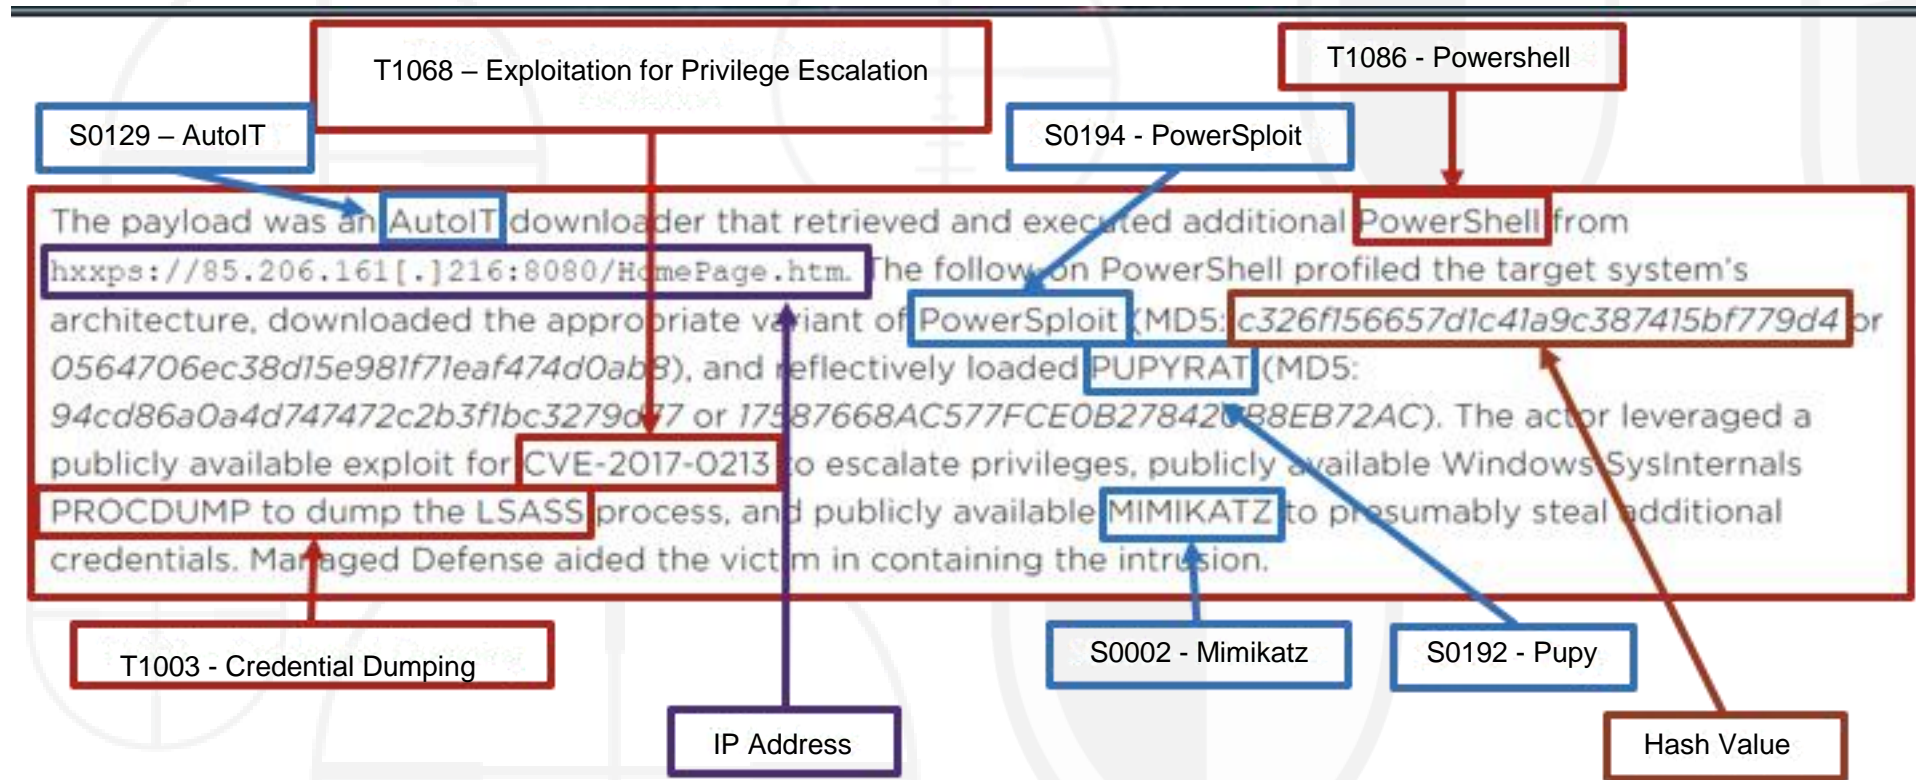 T1068 – Exploitation for Privilege Escalation
T1086 - Powershell
S0129 – AutoIT
S0194 - PowerSploit
The payload was an AutoIT downloader that retrieved and executed additional PowerShell from
hxxps://85.206.161[.]216:8080/HomePage.htm. The follow-on PowerShell profiled the target system's
architecture, downloaded the appropriate variant of PowerSploit (MD5: c326f156657d1c41a9c387415bf779d4 or
0564706ec38d15e981f71eaf474d0ab8), and reflectively loaded PUPYRAT (MD5:
94cd86a0a4d747472c2b3f1bc3279d77 or 17587668AC577FCE0B278420B8EB72AC). The actor leveraged a
publicly available exploit for CVE-2017-0213 to escalate privileges, publicly available Windows SysInternals
PROCDUMP to dump the LSASS process, and publicly available MIMIKATZ to presumably steal additional
credentials. Managed Defense aided the victim in containing the intrusion.
T1003 - Credential Dumping
S0002 - Mimikatz
S0192 - Pupy
IP Address
Hash Value